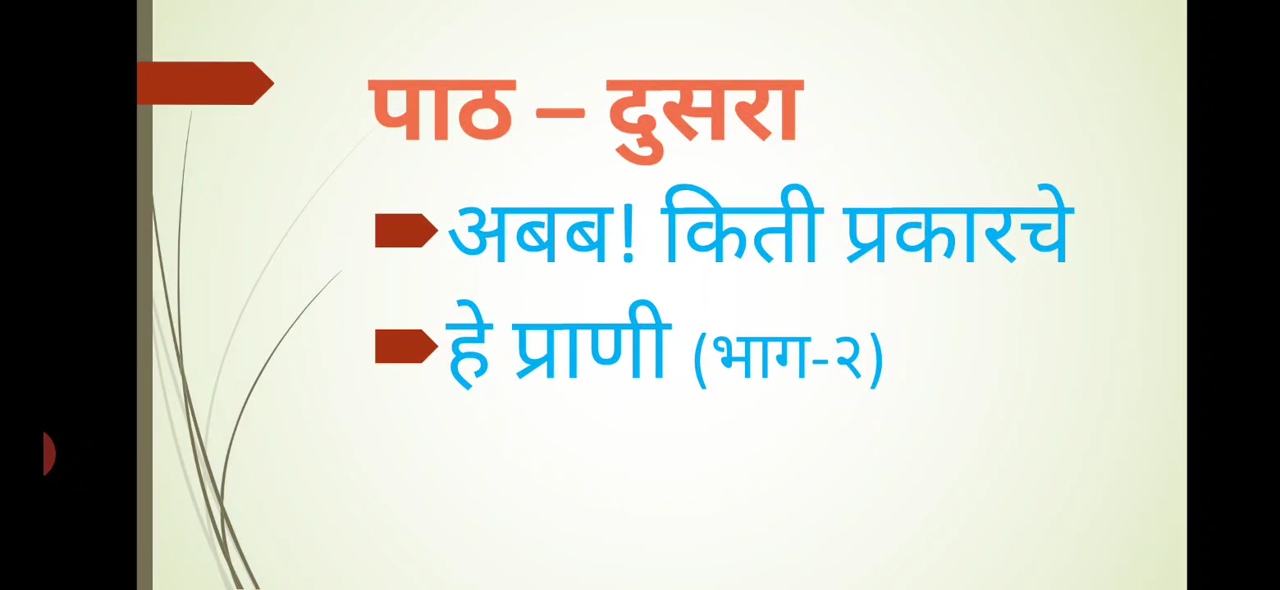 पाठ – दुसरा
अबब! किती प्रकारचे
हे प्राणी (भाग-२)